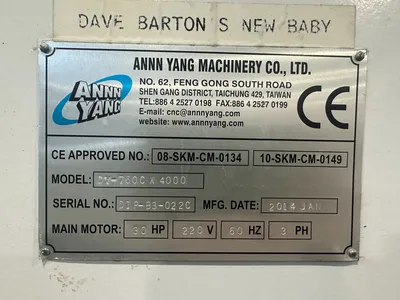 DAVE BARTON'S NEW BABY
ANNN YANG
ANNN YANG MACHINERY CO., LTD.
NO. 62, FENG GONG SOUTH ROAD
SHEN GANG DISTRICT, TAICHUNG 429, TAIWAN
TEL:886 4 2527 0198 FAX:886 4 2527 0199
E-mail: cnc@annnyang.com
website: www.annnyang.com
CE
CE APPROVED NO.: 08-SKM-CM-0134 10-SKM-CM-0149
MODEL: X 4000
SERIAL NO.: MFG. DATE: 2014 JAN
MAIN MOTOR: 30 HP 220 V 60 HZ 3 PH